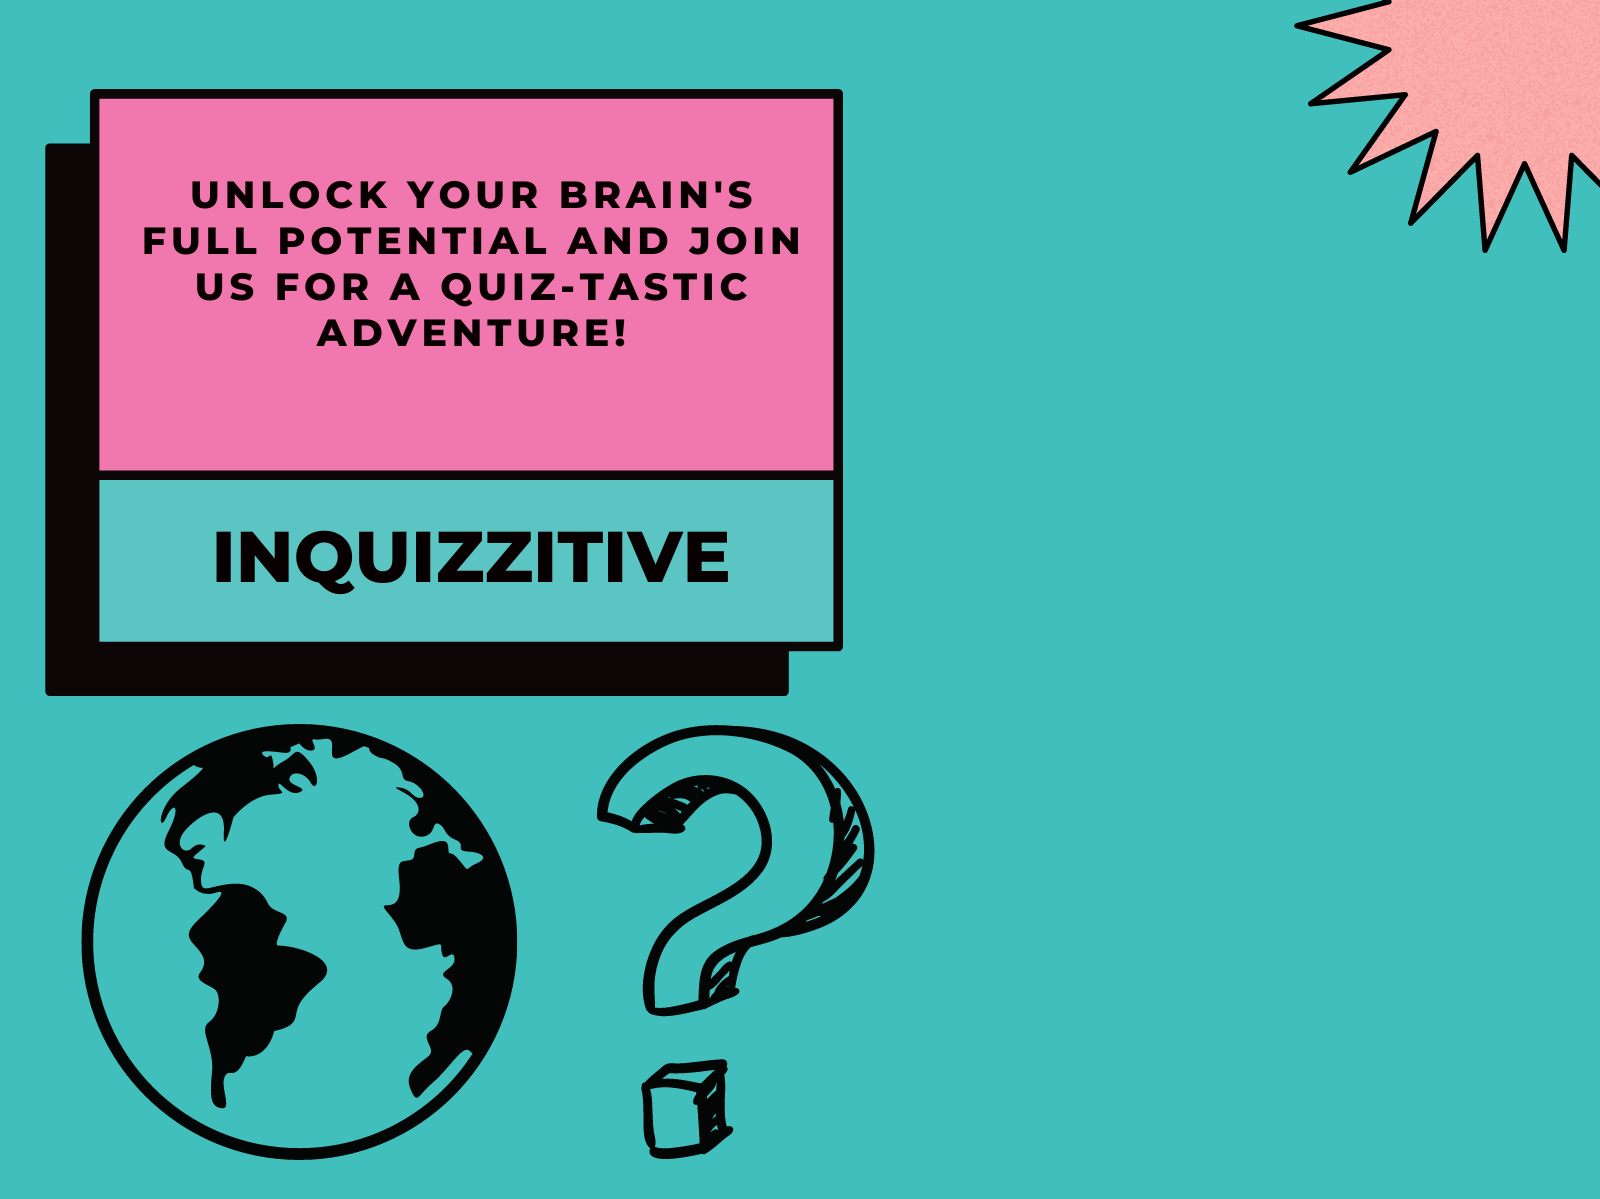 UNLOCK YOUR BRAIN'S
FULL POTENTIAL AND JOIN
US FOR A QUIZ-TASTIC
ADVENTURE!
INQUIZZITIVE